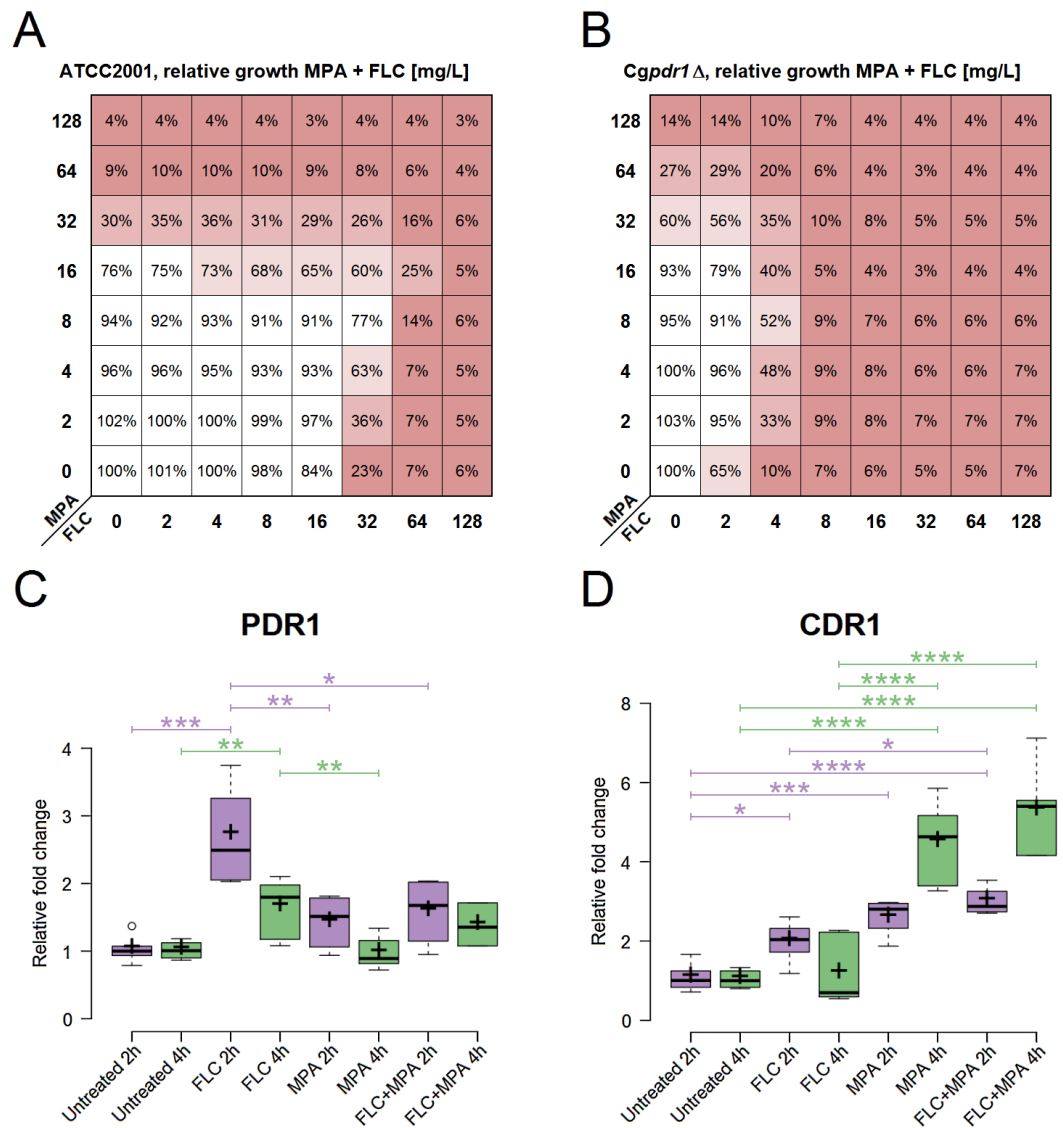 A
ATCC2001, relative growth MPA + FLC [mg/L]
128 4% 4% 4% 4% 3% 4% 4% 3%
64 9% 10% 10% 10% 9% 8% 6% 4%
32 30% 35% 36% 31% 29% 26% 16% 6%
16 76% 75% 73% 68% 65% 60% 25% 5%
8 94% 92% 93% 91% 91% 77% 14% 6%
4 96% 96% 95% 93% 93% 63% 7% 5%
2 102% 100% 100% 99% 97% 36% 7% 5%
0 100% 101% 100% 98% 84% 23% 7% 6%
MPA
FLC
0 2 4 8 16 32 64 128
B
Cgpdr1Δ, relative growth MPA + FLC [mg/L]
128 14% 14% 10% 7% 4% 4% 4% 4%
64 27% 29% 20% 6% 4% 3% 4% 4%
32 60% 56% 35% 10% 8% 5% 5% 5%
16 93% 79% 40% 5% 4% 3% 4% 4%
8 95% 91% 52% 9% 7% 6% 6% 6%
4 100% 96% 48% 9% 8% 6% 6% 7%
2 103% 95% 33% 9% 8% 7% 7% 7%
0 100% 65% 10% 7% 6% 5% 5% 7%
MPA
FLC
0 2 4 8 16 32 64 128
C
PDR1
*
**
***
**
**
Relative fold change
4
3
2
1
0
Untreated 2h
Untreated 4h
FLC 2h
FLC 4h
MPA 2h
MPA 4h
FLC+MPA 2h
FLC+MPA 4h
D
CDR1
****
****
****
****
*
****
***
*
Relative fold change
8
6
4
2
0
Untreated 2h
Untreated 4h
FLC 2h
FLC 4h
MPA 2h
MPA 4h
FLC+MPA 2h
FLC+MPA 4h